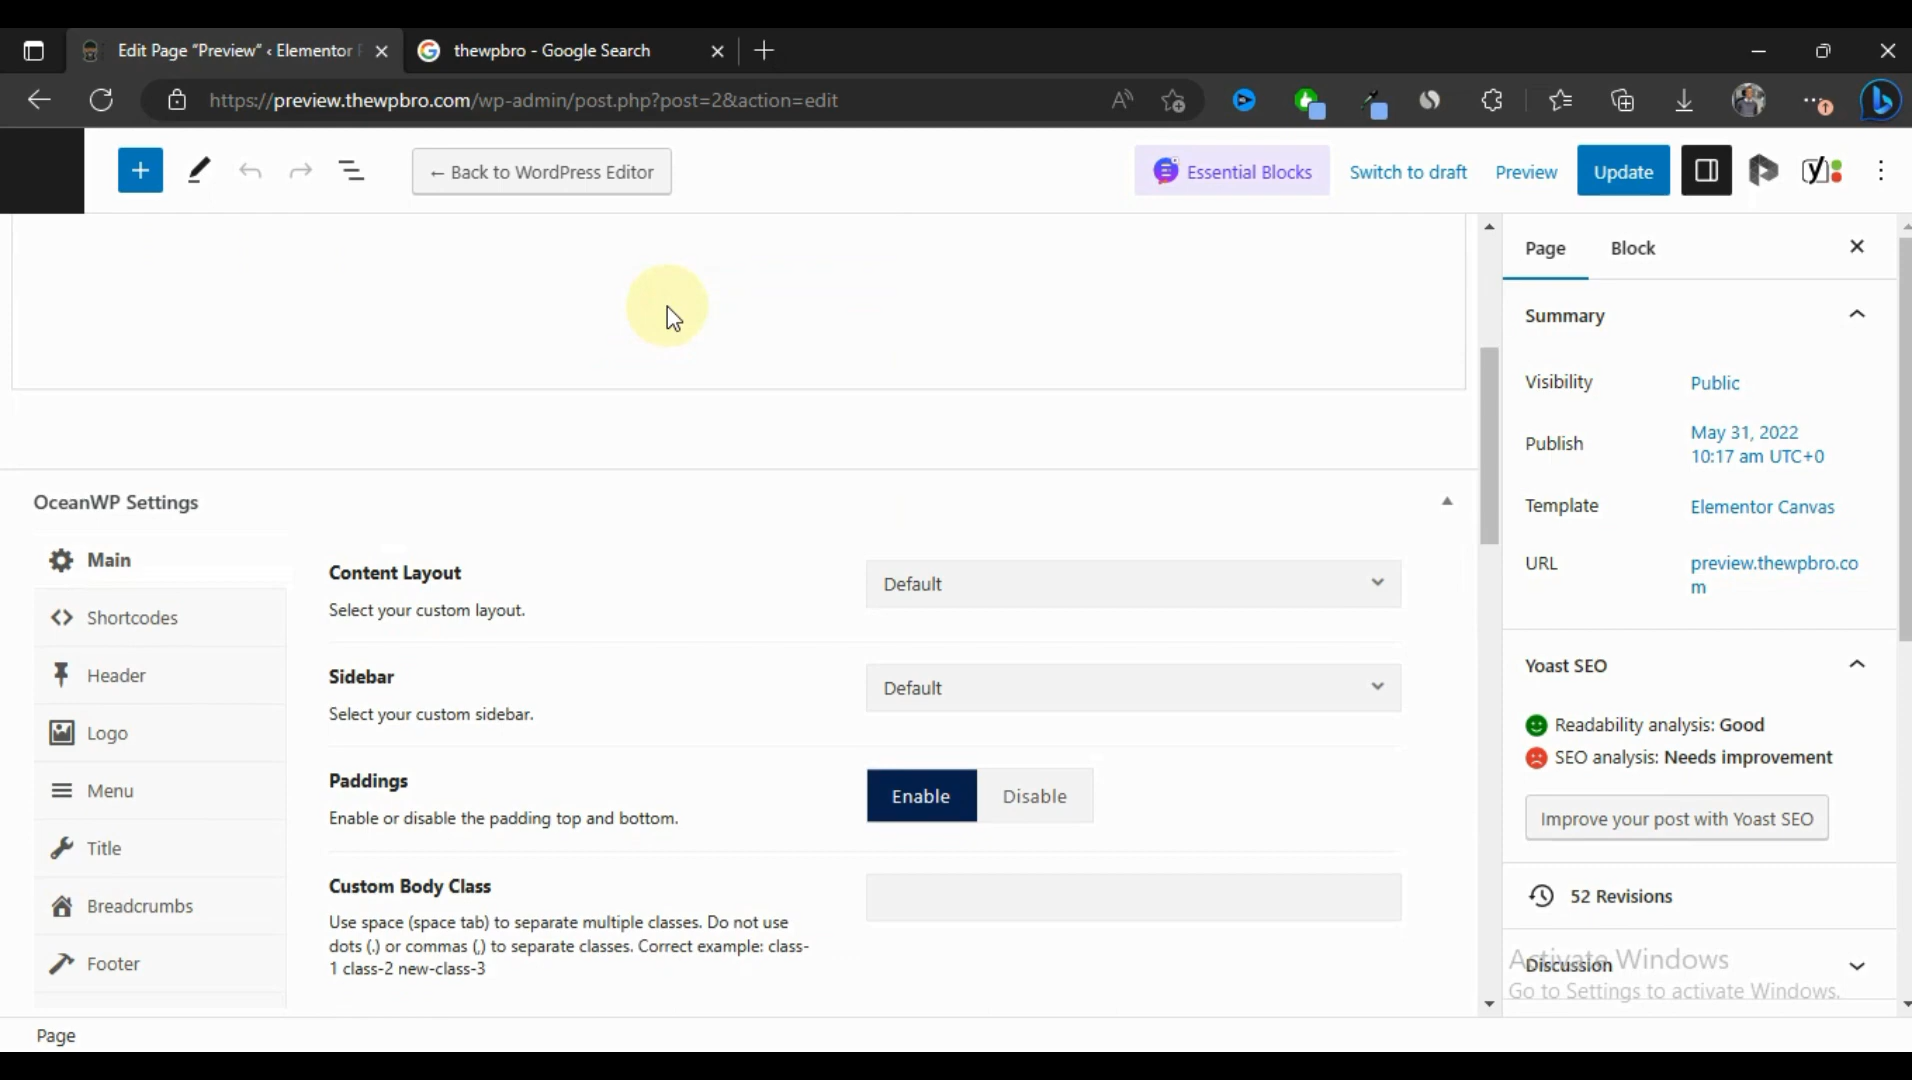 Edit Page "Preview" ‹ Elementor
thewpbro - Google Search
https://preview.thewpbro.com/wp-admin/post.php?post=2&action=edit
← Back to WordPress Editor
Essential Blocks
Switch to draft
Preview
Update
Page
Block
Summary
Visibility
Public
Publish
May 31, 2022
10:17 am UTC+0
Template
Elementor Canvas
URL
preview.thewpbro.co
m
Yoast SEO
Readability analysis: Good
SEO analysis: Needs improvement
Improve your post with Yoast SEO
52 Revisions
Discussion
Activate Windows
Go to Settings to activate Windows.
OceanWP Settings
Main
Shortcodes
Header
Logo
Menu
Title
Breadcrumbs
Footer
Content Layout
Select your custom layout.
Default
Sidebar
Select your custom sidebar.
Default
Paddings
Enable or disable the padding top and bottom.
Enable
Disable
Custom Body Class
Use space (space tab) to separate multiple classes. Do not use
dots (.) or commas (,) to separate classes. Correct example: class-
1 class-2 new-class-3
Page